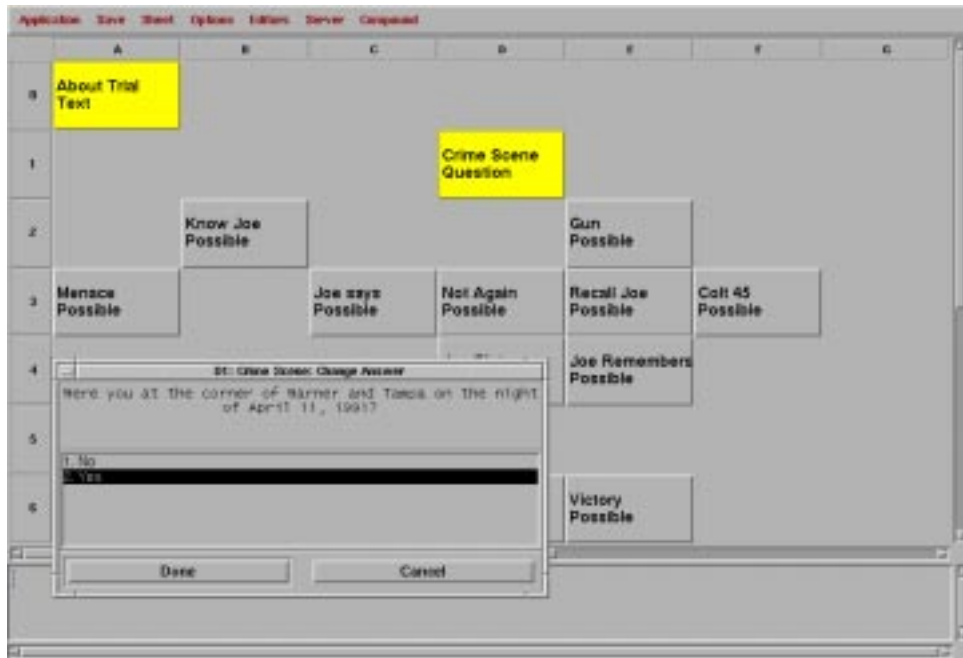 Application Save Sheet Options Editors Server Compound
A B C D E F G
0 About Trial
Text
1 Crime Scene
Question
2 Know Joe
Possible
Gun
Possible
3 Menace
Possible
Joe says
Possible
Not Again
Possible
Recall Joe
Possible
Colt 45
Possible
4 Joe Remembers
Possible
D1: Crime Scene: Change Answer
Were you at the corner of Warner and Tampa on the night
of April 11, 1991?
5
1. No
2. Yes
6 Victory
Possible
Done Cancel